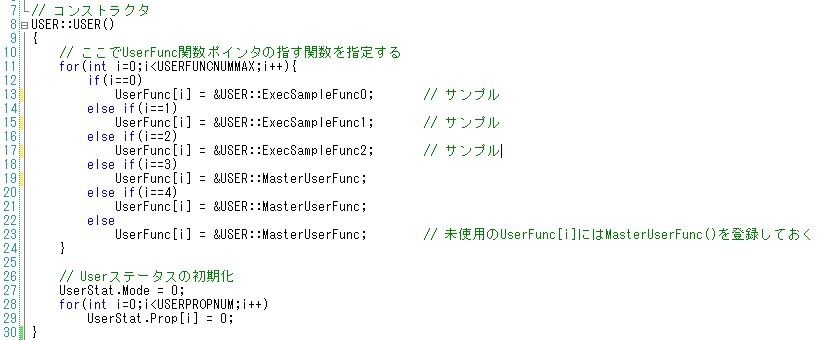 7 // コンストラクタ
8 USER::USER()
9 {
10     // ここでUserFunc関数ポインタの指す関数を指定する
11     for(int i=0;i<USERFUNCNUMMAX;i++){
12         if(i==0)
13             UserFunc[i] = &USER::ExecSampleFunc0;       // サンプル
14         else if(i==1)
15             UserFunc[i] = &USER::ExecSampleFunc1;       // サンプル
16         else if(i==2)
17             UserFunc[i] = &USER::ExecSampleFunc2;       // サンプル
18         else if(i==3)
19             UserFunc[i] = &USER::MasterUserFunc;
20         else if(i==4)
21             UserFunc[i] = &USER::MasterUserFunc;
22         else
23             UserFunc[i] = &USER::MasterUserFunc;        // 未使用のUserFunc[i]にはMasterUserFunc()を登録しておく
24     }
25
26     // Userステータスの初期化
27     UserStat.Mode = 0;
28     for(int i=0;i<USERPROPNUM;i++)
29         UserStat.Prop[i] = 0;
30 }